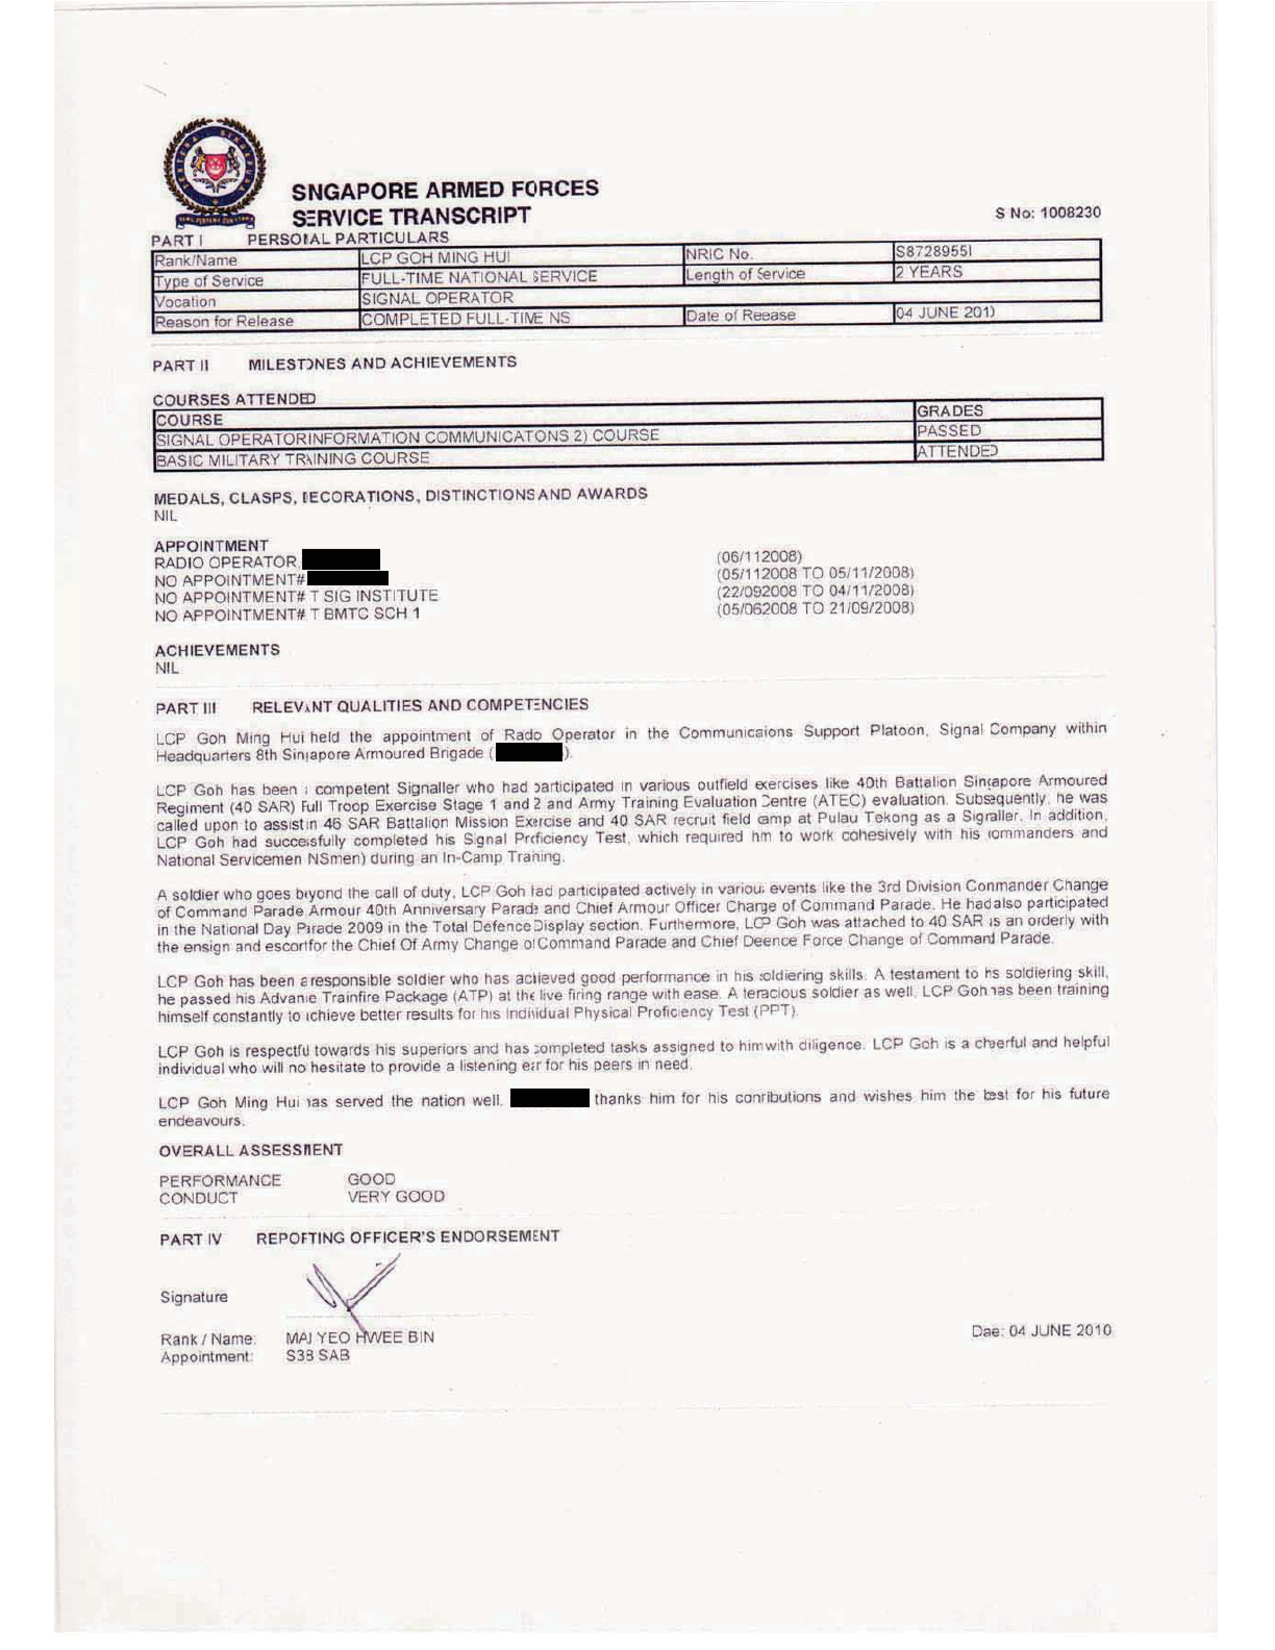 SNGAPORE ARMED FORCES
SERVICE TRANSCRIPT
S No: 1008230
PART I PERSONAL PARTICULARS
Rank/Name LCP GOH MING HUI NRIC No. S8728955I
Type of Service FULL-TIME NATIONAL SERVICE Length of Service 2 YEARS
Vocation SIGNAL OPERATOR
Reason for Release COMPLETED FULL-TIME NS Date of Reease 04 JUNE 201)
PART II MILESTONES AND ACHIEVEMENTS
COURSES ATTENDED
COURSE GRADES
SIGNAL OPERATORINFORMATION COMMUNICATONS 2) COURSE PASSED
BASIC MILITARY TRAINING COURSE ATTENDED
MEDALS, CLASPS, DECORATIONS, DISTINCTIONS AND AWARDS
NIL
APPOINTMENT
RADIO OPERATOR (06/112008)
NO APPOINTMENT# (05/112008 TO 05/11/2008)
NO APPOINTMENT# T SIG INSTITUTE (22/092008 TO 04/11/2008)
NO APPOINTMENT# T BMTC SCH 1 (05/062008 TO 21/09/2008)
ACHIEVEMENTS
NIL
PART III RELEVANT QUALITIES AND COMPETENCIES
LCP Goh Ming Hui held the appointment of Rado Operator in the Communicaions Support Platoon, Signal Company within
Headquarters 8th Singapore Armoured Brigade ( ).
LCP Goh has been a competent Signaller who had participated in various outfield exercises like 40th Battalion Singapore Armoured
Regiment (40 SAR) Full Troop Exercise Stage 1 and 2 and Army Training Evaluation Centre (ATEC) evaluation. Subsequently, he was
called upon to assist in 46 SAR Battalion Mission Exercise and 40 SAR recruit field camp at Pulau Tekong as a Signaller. In addition,
LCP Goh had successfully completed his Signal Proficiency Test, which required hm to work cohesively with his commanders and
National Servicemen NSmen) during an In-Camp Traning.
A soldier who goes beyond the call of duty, LCP Goh had participated actively in various events like the 3rd Division Commander Change
of Command Parade, Armour 40th Anniversary Parade and Chief Armour Officer Change of Command Parade. He had also participated
in the National Day Parade 2009 in the Total Defence Display section. Furthermore, LCP Goh was attached to 40 SAR as an orderly with
the ensign and escort for the Chief Of Army Change of Command Parade and Chief Deence Force Change of Command Parade.
LCP Goh has been a responsible soldier who has achieved good performance in his soldiering skills. A testament to hs soldiering skill,
he passed his Advance Trainfire Package (ATP) at the live firing range with ease. A teracious soldier as well, LCP Goh has been training
himself constantly to achieve better results for his Individual Physical Proficiency Test (PPT).
LCP Goh is respectful towards his superiors and has completed tasks assigned to him with diligence. LCP Goh is a cheerful and helpful
individual who will no hesitate to provide a listening ear for his peers in need.
LCP Goh Ming Hui has served the nation well. thanks him for his conributions and wishes him the best for his future
endeavours.
OVERALL ASSESSMENT
PERFORMANCE GOOD
CONDUCT VERY GOOD
PART IV REPORTING OFFICER'S ENDORSEMENT
Signature
Rank / Name: MAJ YEO HWEE BIN Dae: 04 JUNE 2010
Appointment: S3 8 SAB